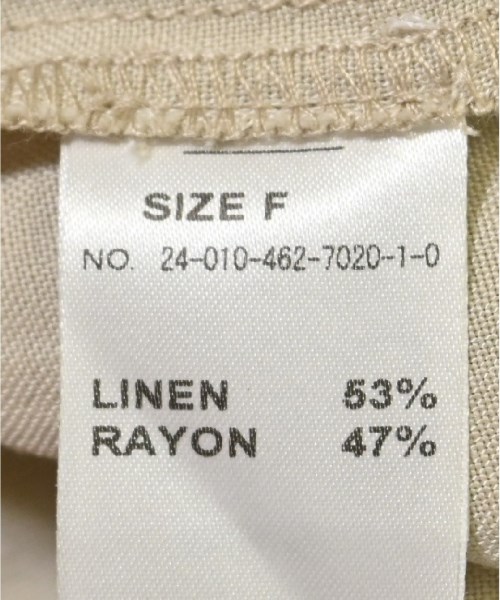 SIZE F
NO. 24-010-462-7020-1-0
LINEN 53%
RAYON 47%